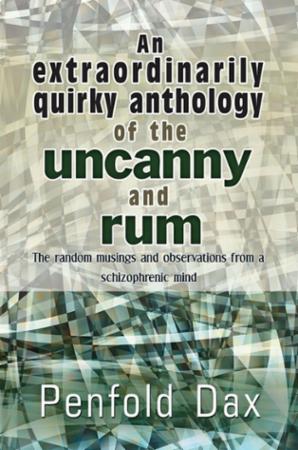 An
extraordinarily
quirky anthology
of the
uncanny
and
rum
The random musings and observations from a
schizophrenic mind
Penfold Dax